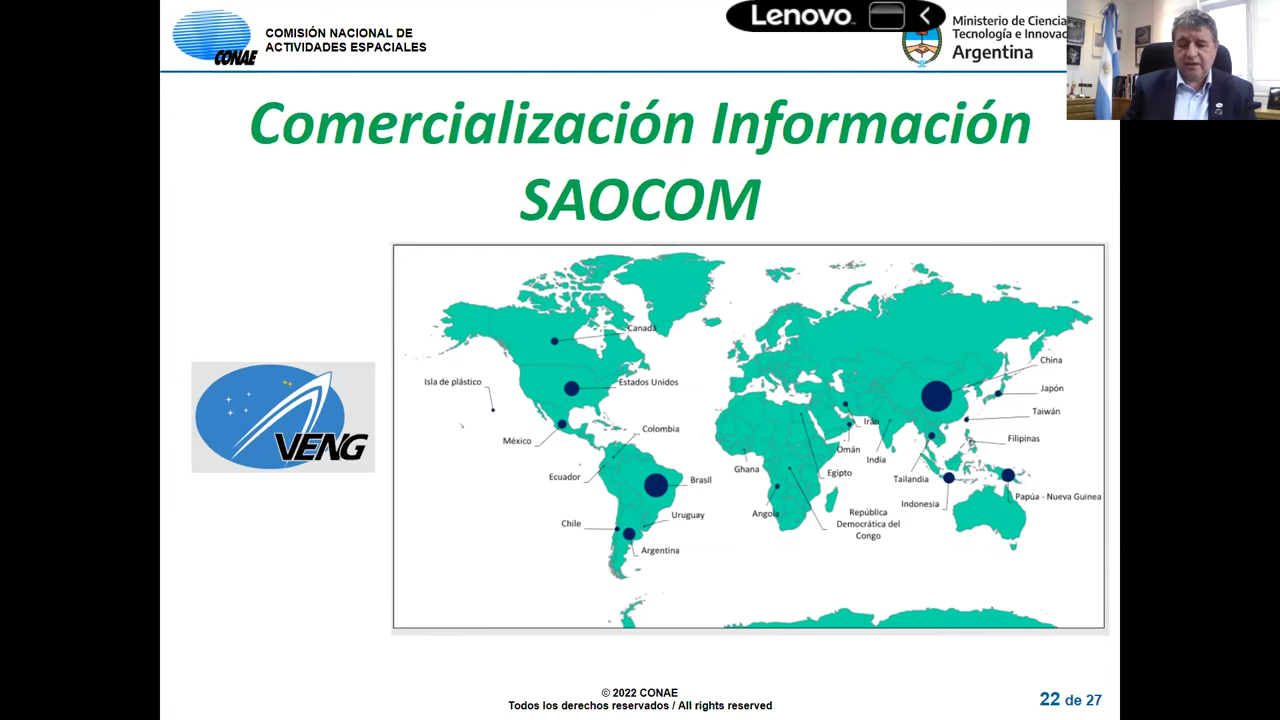 COMISIÓN NACIONAL DE
ACTIVIDADES ESPACIALES
CONAE
Lenovo
Ministerio de Ciencia
Tecnología e Innovac
Argentina
Comercialización Información
SAOCOM
VENG
Canadá
Isla de plástico
Estados Unidos
México
Colombia
Ecuador
Brasil
Chile
Uruguay
Argentina
Ghana
Angola
República
Democrática del
Congo
Egipto
Omán
Irán
India
China
Japón
Taiwán
Filipinas
Tailandia
Indonesia
Papúa - Nueva Guinea
© 2022 CONAE
Todos los derechos reservados / All rights reserved
22 de 27